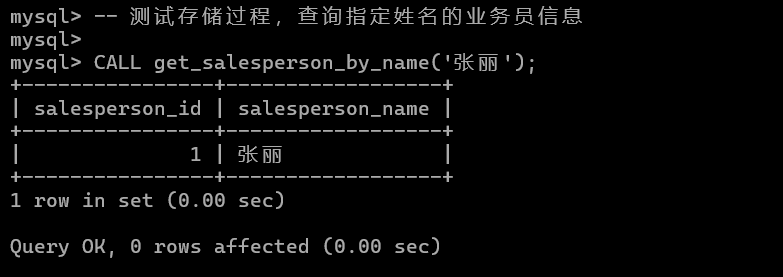 mysql> -- 测试存储过程，查询指定姓名的业务员信息
mysql>
mysql> CALL get_salesperson_by_name('张丽');
+----------------+------------------+
| salesperson_id | salesperson_name |
+----------------+------------------+
|              1 | 张丽             |
+----------------+------------------+
1 row in set (0.00 sec)

Query OK, 0 rows affected (0.00 sec)